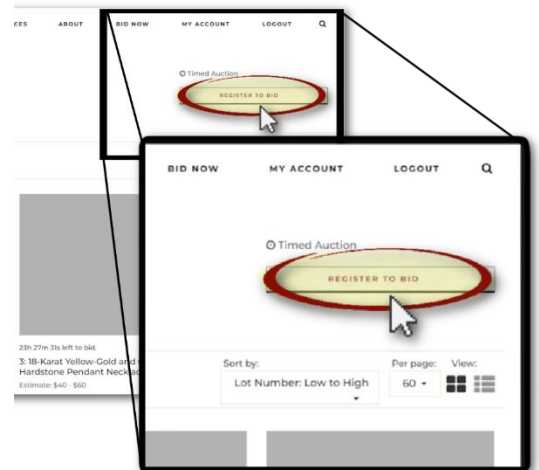 CES ABOUT BID NOW MY ACCOUNT LOGOUT
Timed Auction
REGISTER TO BID
23h 27m 31s left to bid.
3: 18-Karat Yellow-Gold and
Hardstone Pendant Neck
Estimate: $40 - $60
BID NOW MY ACCOUNT LOGOUT
Timed Auction
REGISTER TO BID
Sort by: Per page: View:
Lot Number: Low to High 60